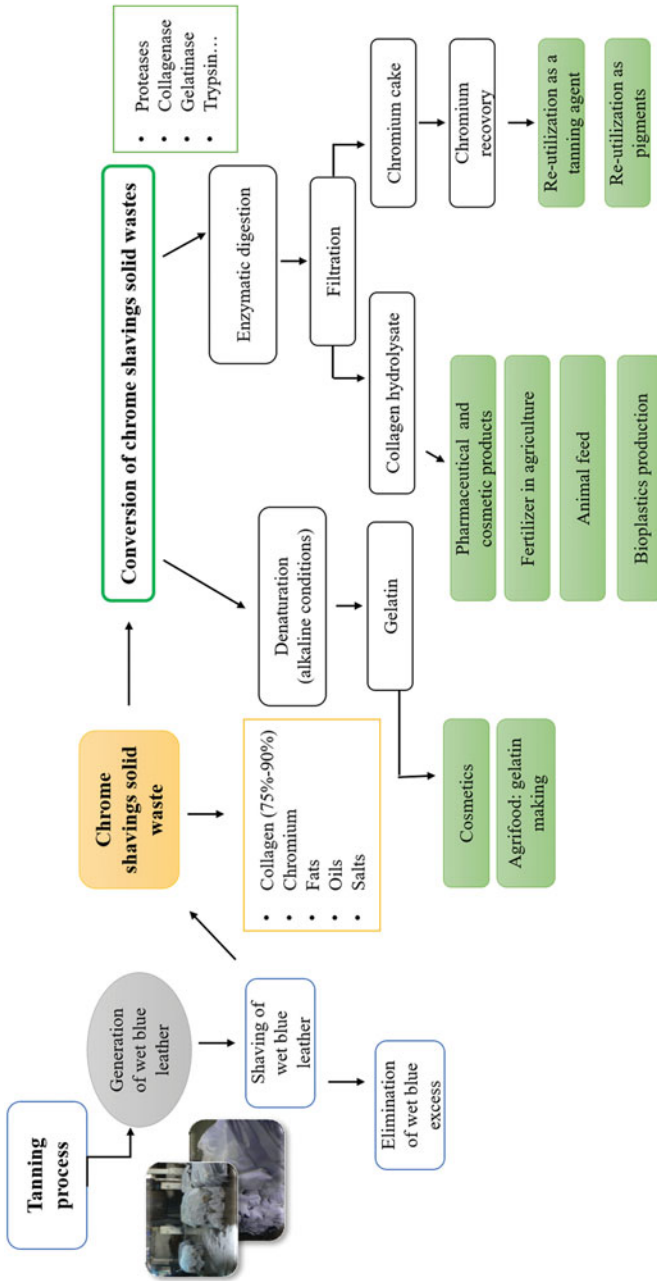 Tanning
process
Generation
of wet blue
leather
Shaving of
wet blue
leather
Elimination
of wet blue
excess
Chrome
shavings solid
waste
• Collagen (75%-90%)
• Chromium
• Fats
• Oils
• Salts
Conversion of chrome shavings solid wastes
• Proteases
• Collagenase
• Gelatinase
• Trypsin…
Denaturation
(alkaline conditions)
Gelatin
Cosmetics
Agrifood: gelatin
making
Enzymatic digestion
Filtration
Collagen hydrolysate
Pharmaceutical and
cosmetic products
Fertilizer in agriculture
Animal feed
Bioplastics production
Chromium cake
Chromium
recovery
Re-utilization as a
tanning agent
Re-utilization as
pigments